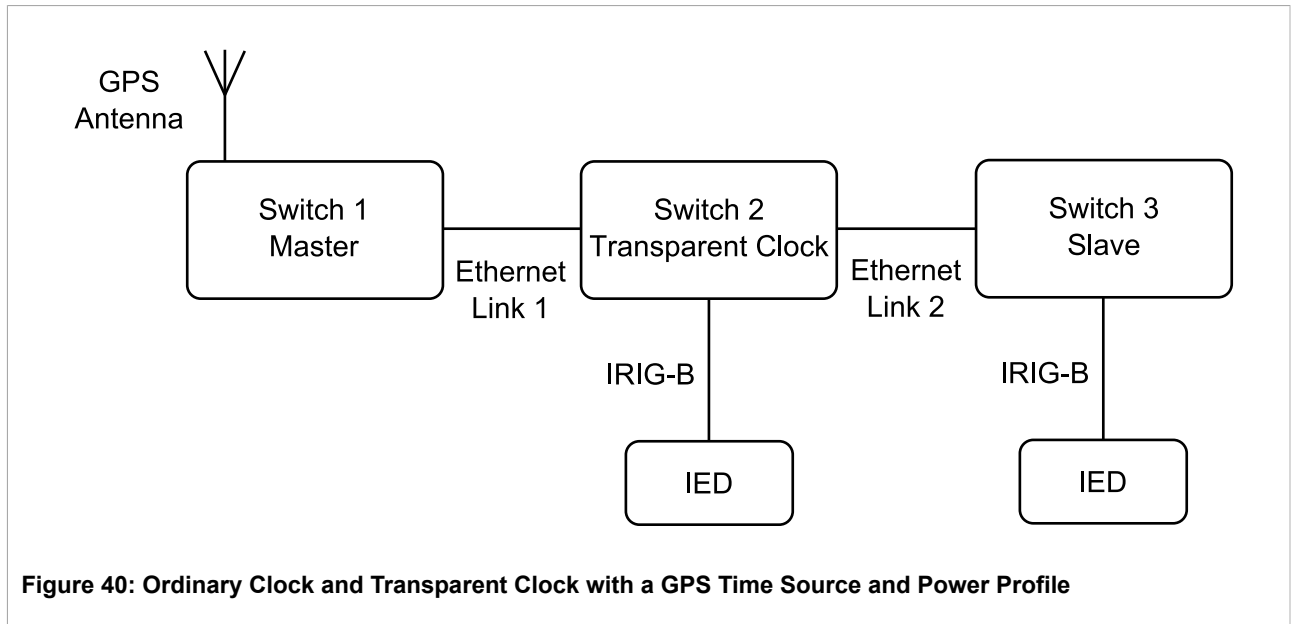 GPS
Antenna
Switch 1
Master
Switch 2
Transparent Clock
Switch 3
Slave
Ethernet
Link 1
Ethernet
Link 2
IRIG-B
IRIG-B
IED
IED
Figure 40: Ordinary Clock and Transparent Clock with a GPS Time Source and Power Profile